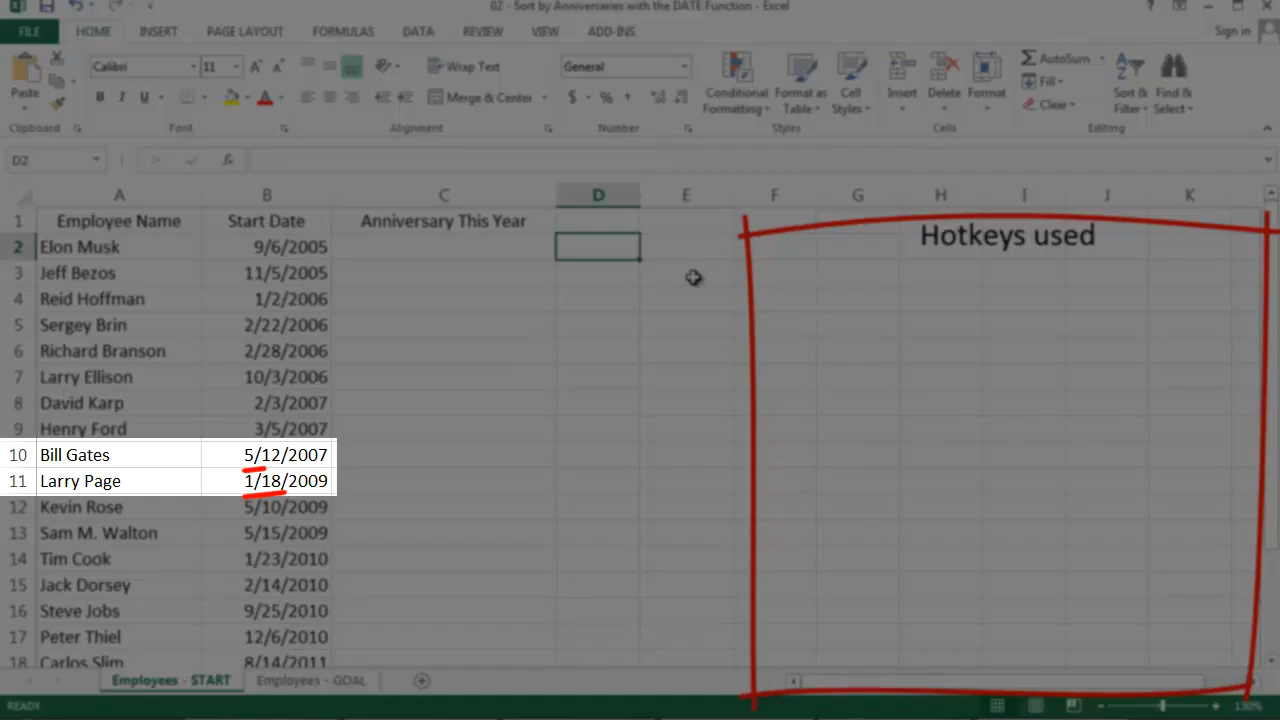 02 - Sort by Anniversaries with the DATE Function - Excel
FILE HOME INSERT PAGE LAYOUT FORMULAS DATA REVIEW VIEW ADD-INS Sign in
Paste Calibri 11 Wrap Text General Conditional Formatting Format as Table Cell Styles Insert Delete Format AutoSum Sort & Filter Find & Select
B I U Merge & Center $ % Fill
Clear
Clipboard Font Alignment Number Styles Cells Editing
D2 fx
A B C D E F G H I J K
1 Employee Name Start Date Anniversary This Year
Hotkeys used
2 Elon Musk 9/6/2005
3 Jeff Bezos 11/5/2005
4 Reid Hoffman 1/2/2006
5 Sergey Brin 2/22/2006
6 Richard Branson 2/28/2006
7 Larry Ellison 10/3/2006
8 David Karp 2/3/2007
9 Henry Ford 3/5/2007
10 Bill Gates 5/12/2007
11 Larry Page 1/18/2009
12 Kevin Rose 5/10/2009
13 Sam M. Walton 5/15/2009
14 Tim Cook 1/23/2010
15 Jack Dorsey 2/14/2010
16 Steve Jobs 9/25/2010
17 Peter Thiel 12/6/2010
18 Carlos Slim 8/14/2011
Employees - START Employees - GOAL
READY 130%